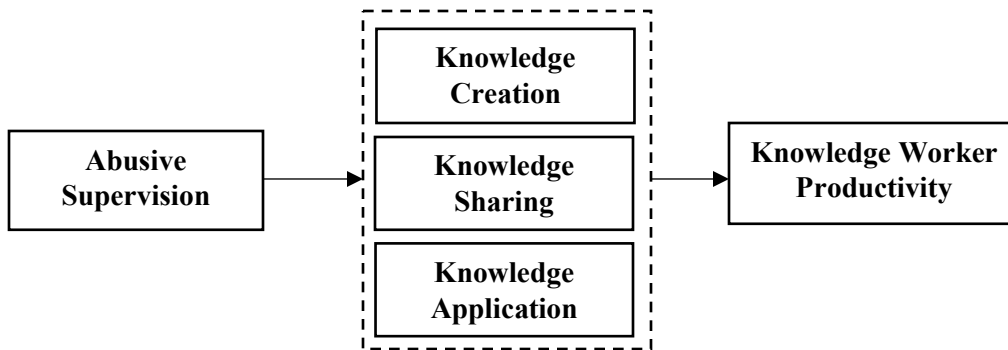 Knowledge
Creation
Abusive
Supervision
Knowledge
Sharing
Knowledge Worker
Productivity
Knowledge
Application